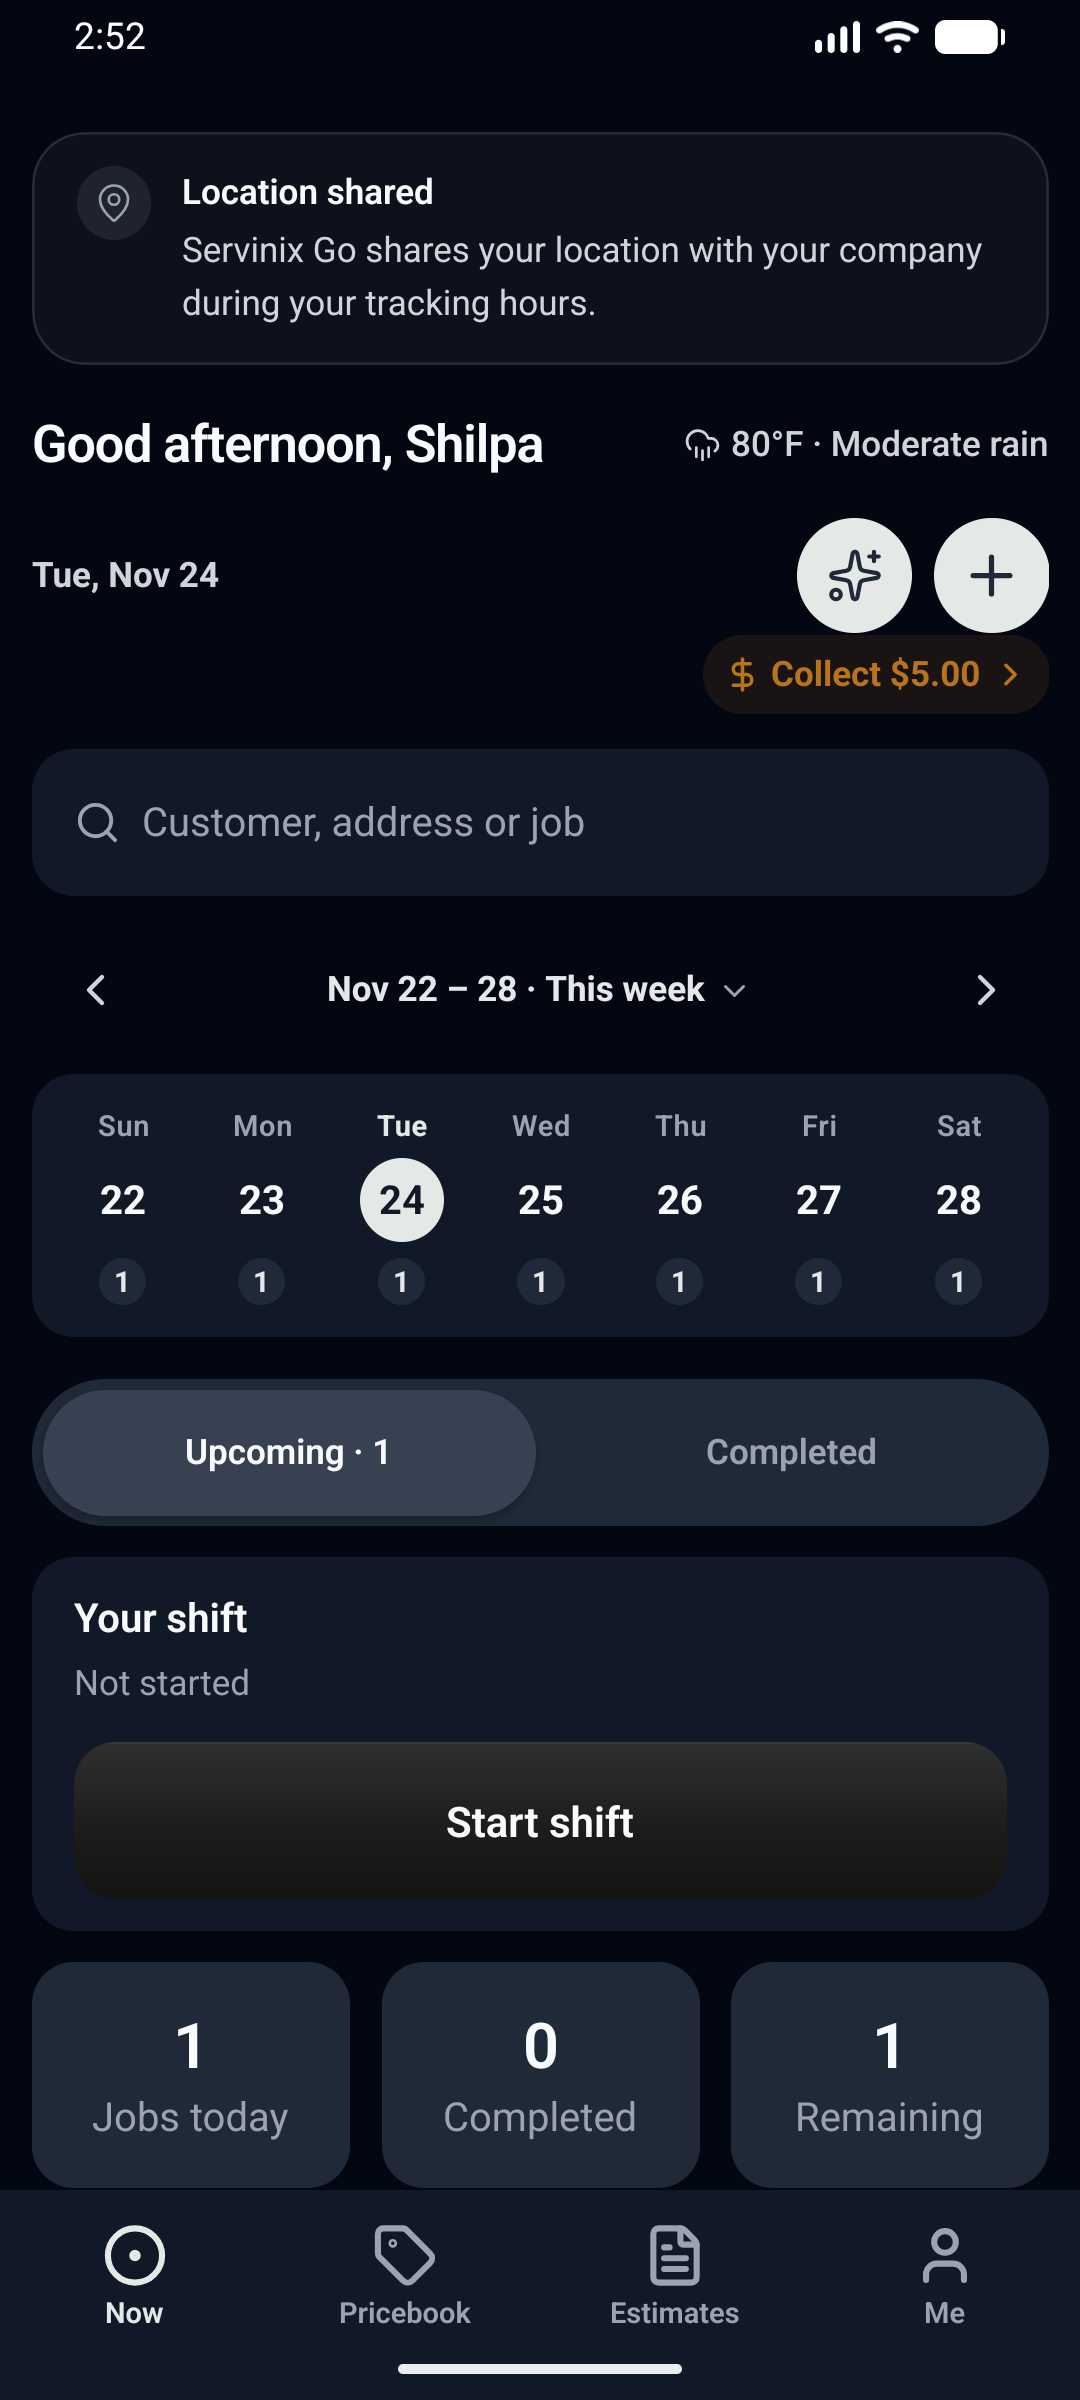 2:52
Location shared
Servinix Go shares your location with your company
during your tracking hours.
Good afternoon, Shilpa
80°F · Moderate rain
Tue, Nov 24
Collect $5.00
Customer, address or job
Nov 22 – 28 · This week
Sun Mon Tue Wed Thu Fri Sat
22 23 24 25 26 27 28
1 1 1 1 1 1 1
Upcoming · 1
Completed
Your shift
Not started
Start shift
1 0 1
Jobs today Completed Remaining
Now Pricebook Estimates Me